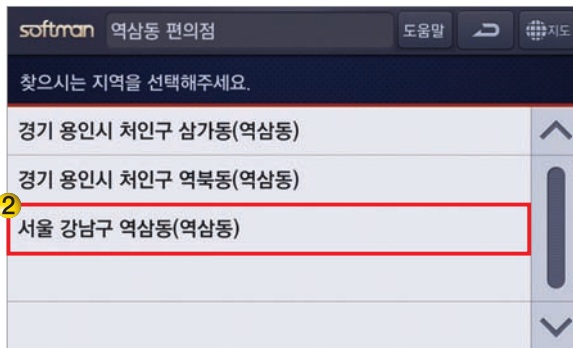 softman 역삼동 편의점 도움말 지도
찾으시는 지역을 선택해주세요.
경기 용인시 처인구 삼가동(역삼동)
경기 용인시 처인구 역북동(역삼동)
2
서울 강남구 역삼동(역삼동)